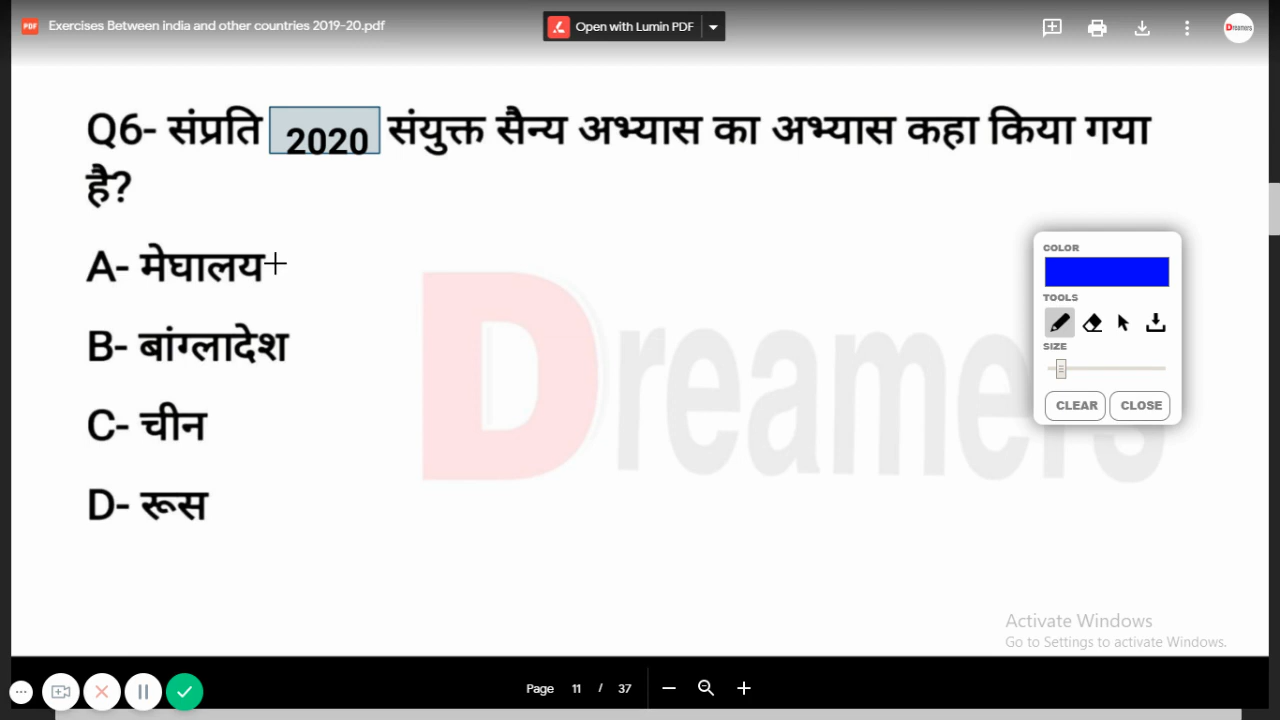 Exercises Between india and other countries 2019-20.pdf
Open with Lumin PDF
Dreamers
Q6- संप्रति 2020 संयुक्त सैन्य अभ्यास का अभ्यास कहा किया गया
है?
A- मेघालय
B- बांग्लादेश
C- चीन
D- रूस
Dreamers
COLOR
TOOLS
SIZE
CLEAR CLOSE
Activate Windows
Go to Settings to activate Windows.
Page 11 / 37